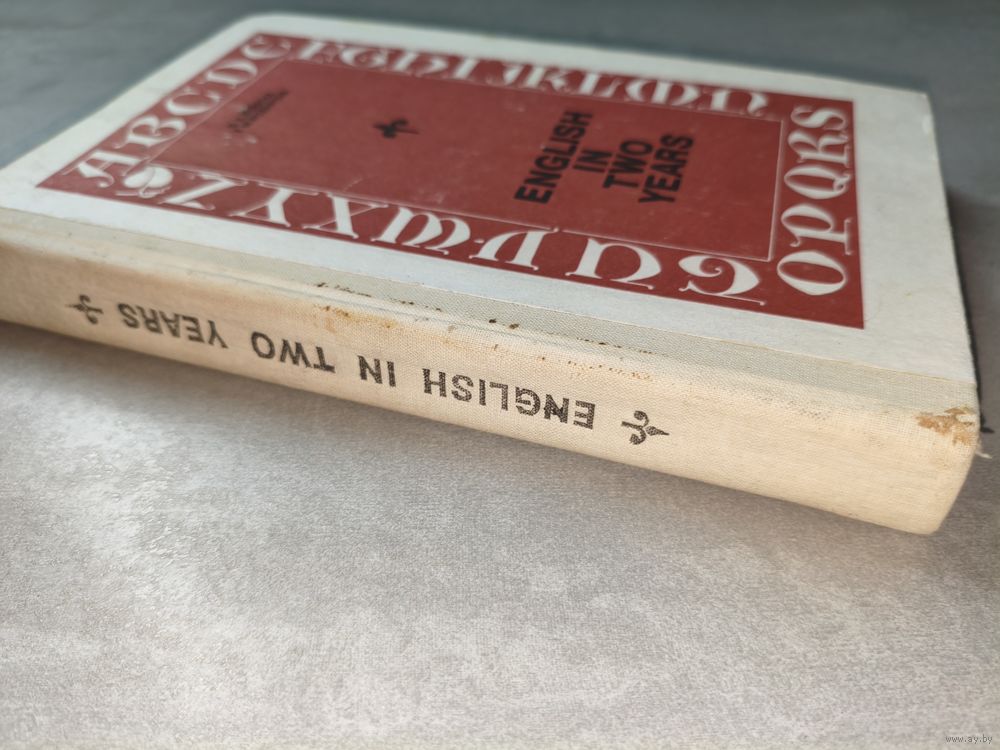 ABCDE
FGHIJKLMN
OPQRS
TUVWXYZ
ENGLISH
IN
TWO
YEARS
ENGLISH IN TWO YEARS
www.ay.by